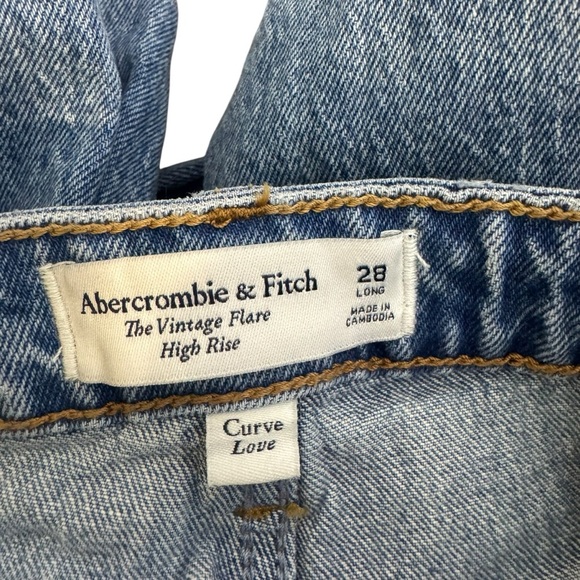 Abercrombie & Fitch
The Vintage Flare
High Rise
28
LONG
MADE IN
CAMBODIA
Curve
Love